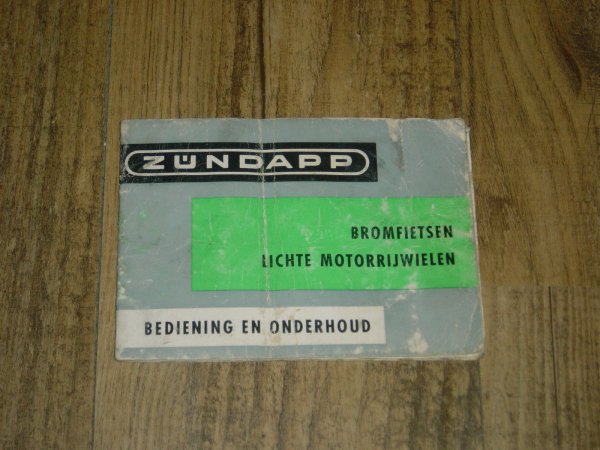 ZÜNDAPP
BROMFIETSEN
LICHTE MOTORRIJWIELEN
BEDIENING EN ONDERHOUD